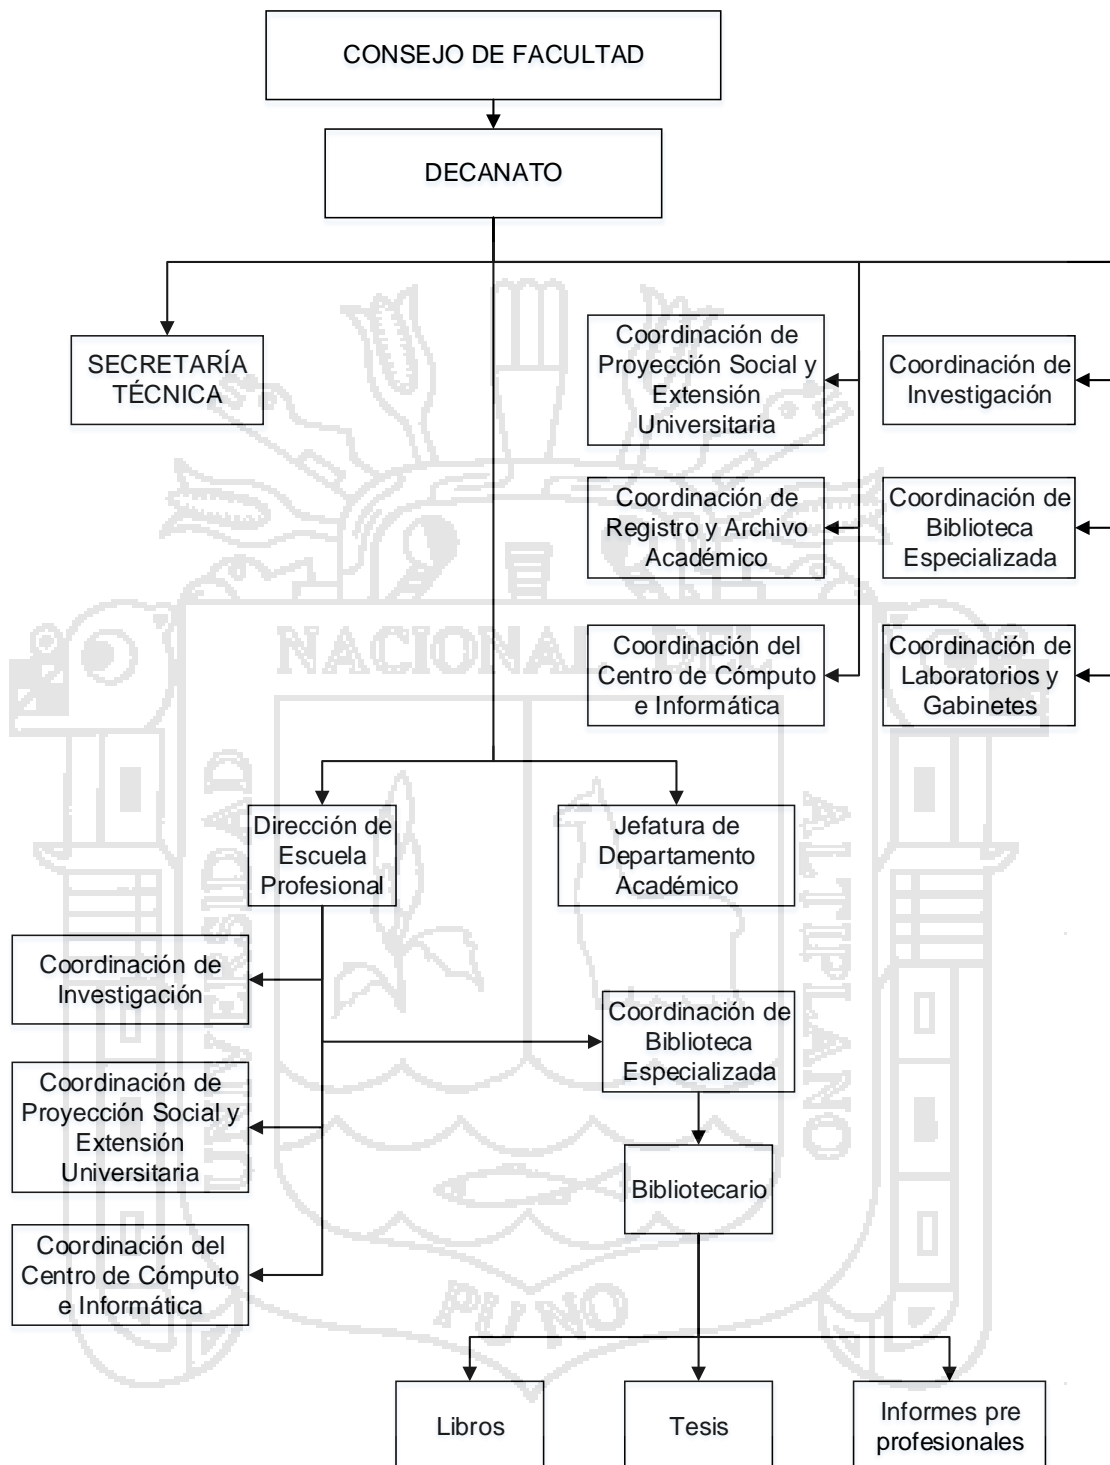 CONSEJO DE FACULTAD
DECANATO
SECRETARÍA
TÉCNICA
Coordinación de
Proyección Social y
Extensión
Universitaria
Coordinación de
Investigación
Coordinación de
Registro y Archivo
Académico
Coordinación de
Biblioteca
Especializada
Coordinación del
Centro de Cómputo
e Informática
Coordinación de
Laboratorios y
Gabinetes
Dirección de
Escuela
Profesional
Jefatura de
Departamento
Académico
Coordinación de
Investigación
Coordinación de
Biblioteca
Especializada
Coordinación de
Proyección Social y
Extensión
Universitaria
Bibliotecario
Coordinación del
Centro de Cómputo
e Informática
Libros
Tesis
Informes pre
profesionales
UNIVERSIDAD
NACIONAL DEL
ALTIPLANO
PUNO